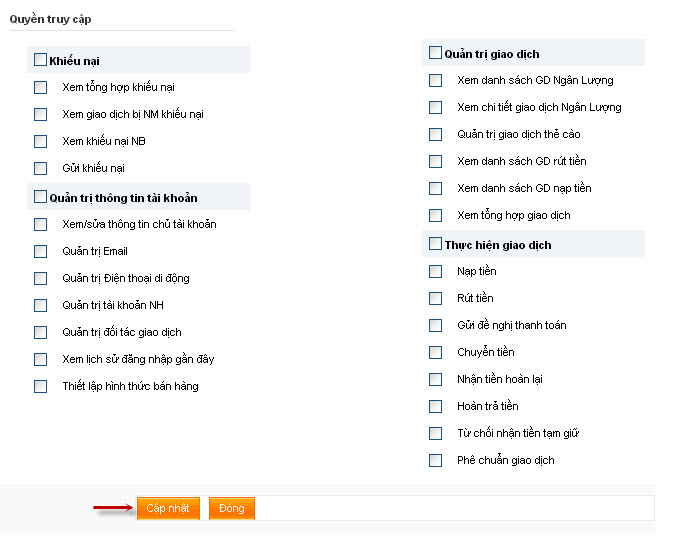 Quyền truy cập
Khiếu nại
Xem tổng hợp khiếu nại
Xem giao dịch bị NM khiếu nại
Xem khiếu nại NB
Gửi khiếu nại
Quản trị thông tin tài khoản
Xem/sửa thông tin chủ tài khoản
Quản trị Email
Quản trị Điện thoại di động
Quản trị tài khoản NH
Quản trị đối tác giao dịch
Xem lịch sử đăng nhập gần đây
Thiết lập hình thức bán hàng
Quản trị giao dịch
Xem danh sách GD Ngân Lượng
Xem chi tiết giao dịch Ngân Lượng
Quản trị giao dịch thẻ cào
Xem danh sách GD rút tiền
Xem danh sách GD nạp tiền
Xem tổng hợp giao dịch
Thực hiện giao dịch
Nạp tiền
Rút tiền
Gửi đề nghị thanh toán
Chuyển tiền
Nhận tiền hoàn lại
Hoàn trả tiền
Từ chối nhận tiền tạm giữ
Phê chuẩn giao dịch
Cập nhật Đóng